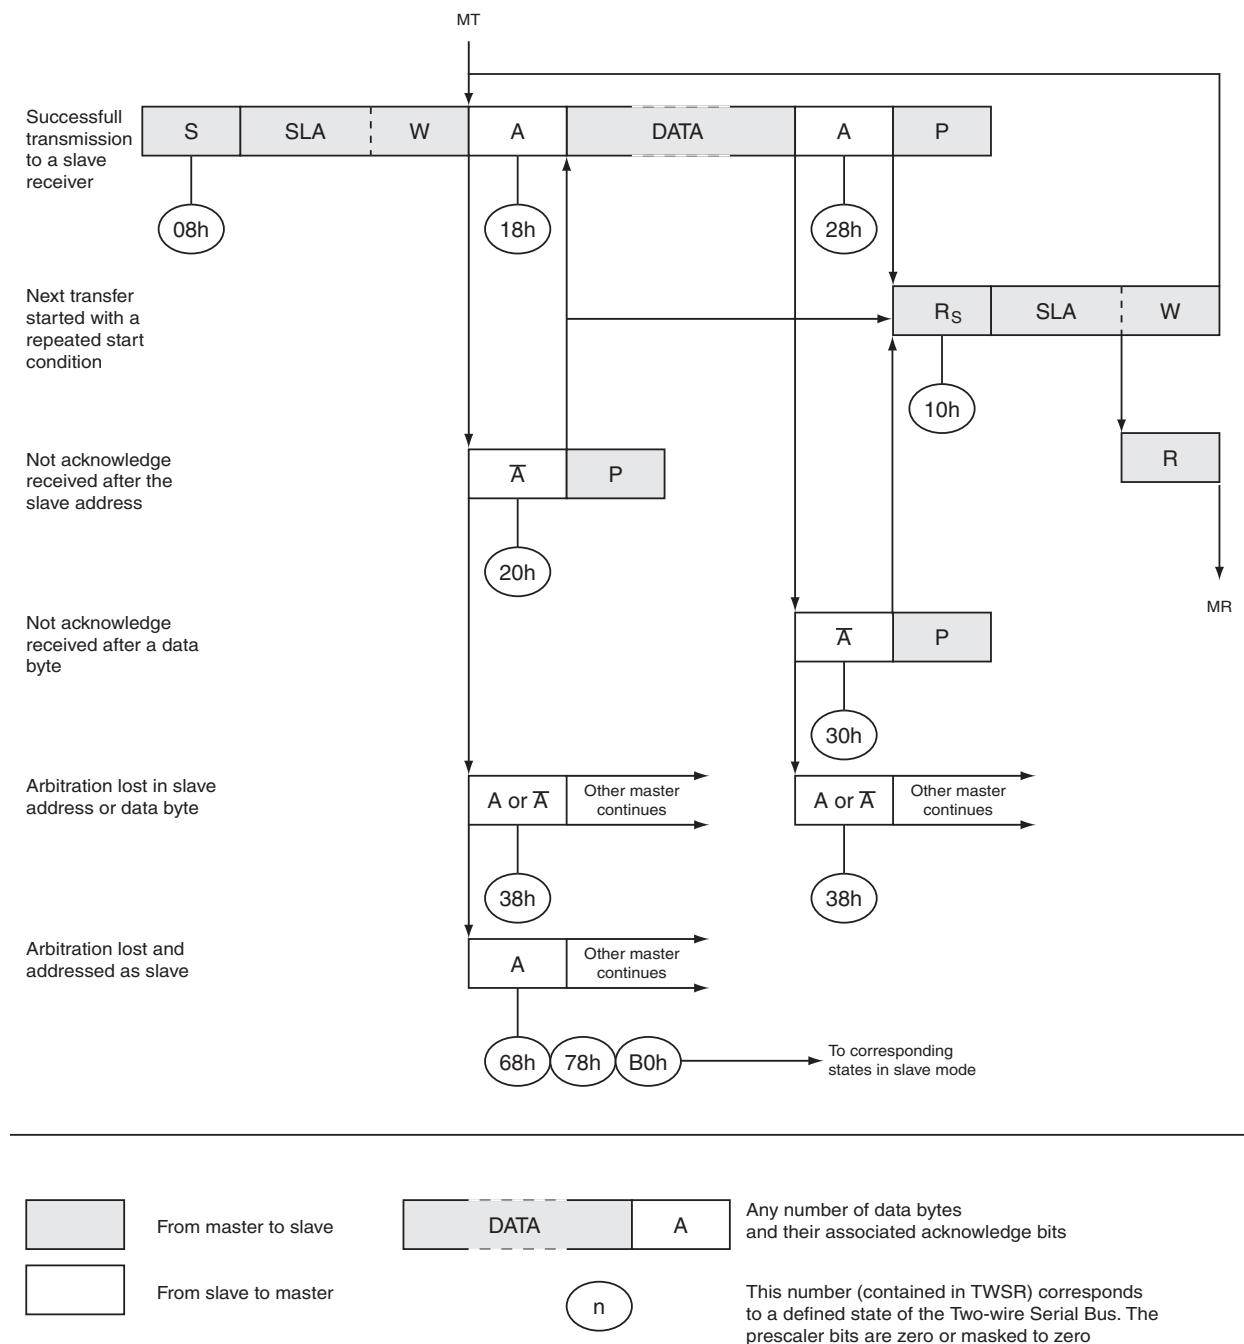 MT
Successfull
transmission
to a slave
receiver
S SLA W A DATA A P
08h 18h 28h
Next transfer
started with a
repeated start
condition
RS SLA W
10h
Not acknowledge
received after the
slave address
A̅ P
R
20h
MR
Not acknowledge
received after a data
byte
A̅ P
30h
Arbitration lost in slave
address or data byte
A or A̅
Other master
continues
A or A̅
Other master
continues
38h 38h
Arbitration lost and
addressed as slave
A
Other master
continues
68h 78h B0h
To corresponding
states in slave mode
From master to slave
DATA A
Any number of data bytes
and their associated acknowledge bits
From slave to master
n
This number (contained in TWSR) corresponds
to a defined state of the Two-wire Serial Bus. The
prescaler bits are zero or masked to zero